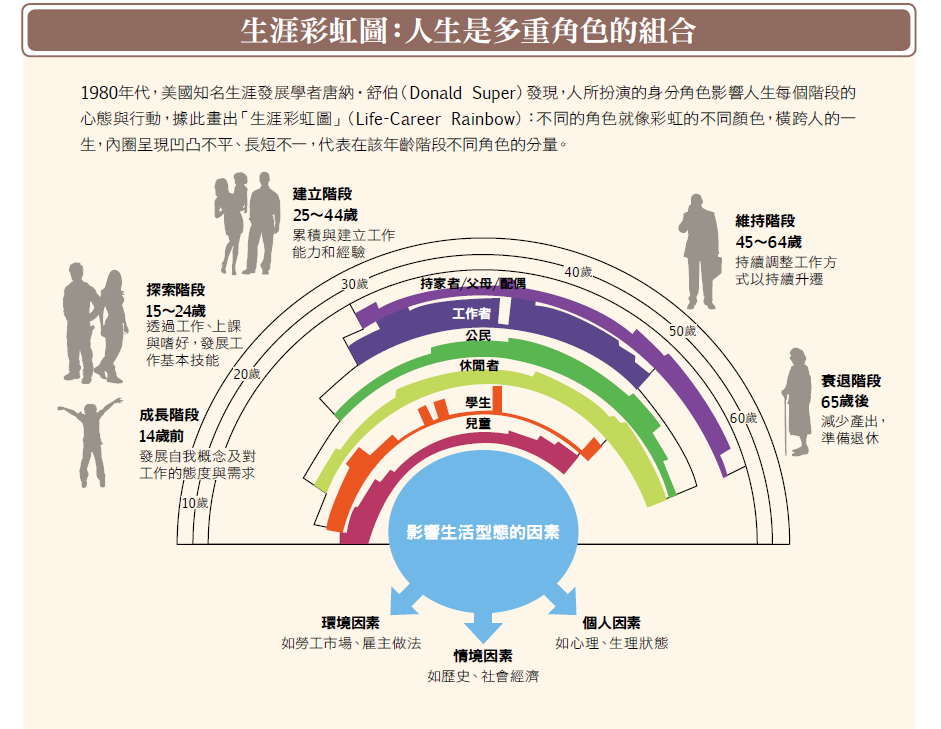 生涯彩虹圖：人生是多重角色的組合
1980年代，美國知名生涯發展學者唐納・舒伯（Donald Super）發現，人所扮演的身分角色影響人生每個階段的
心態與行動，據此畫出「生涯彩虹圖」（Life-Career Rainbow）：不同的角色就像彩虹的不同顏色，橫跨人的一
生，內圈呈現凹凸不平、長短不一，代表在該年齡階段不同角色的分量。
建立階段
25～44歲
累積與建立工作
能力和經驗
維持階段
45～64歲
持續調整工作方
式以持續升遷
探索階段
15～24歲
透過工作、上課
與嗜好，發展工
作基本技能
成長階段
14歲前
發展自我概念及對
工作的態度與需求
衰退階段
65歲後
減少產出，
準備退休
10歲
20歲
30歲
40歲
50歲
60歲
持家者/父母/配偶
工作者
公民
休閒者
學生
兒童
影響生活型態的因素
環境因素
如勞工市場、雇主做法
情境因素
如歷史、社會經濟
個人因素
如心理、生理狀態